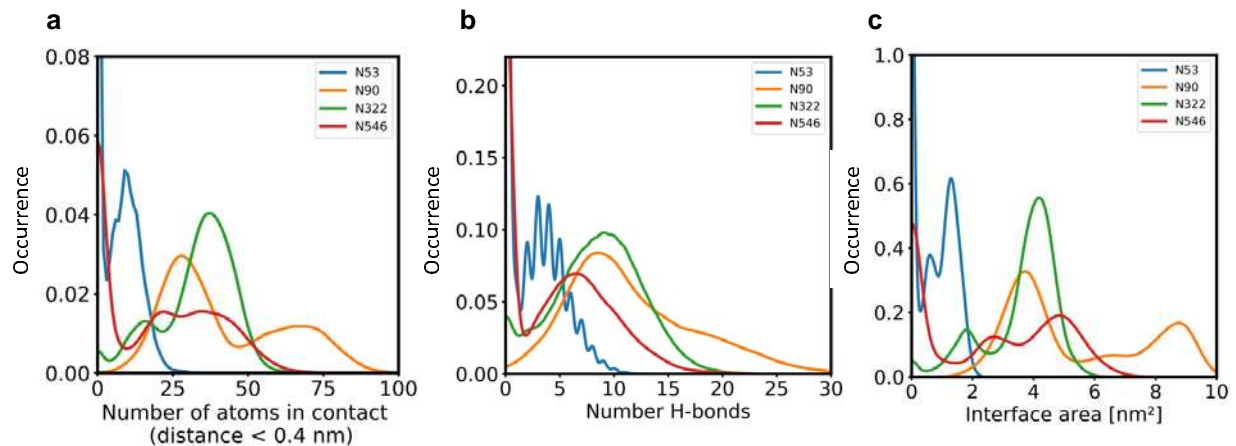 a
b
c
0.08
0.06
0.04
0.02
0.00
Occurrence
N53
N90
N322
N546
0
25
50
75
100
Number of atoms in contact
(distance < 0.4 nm)
0.20
0.15
0.10
0.05
0.00
Occurrence
N53
N90
N322
N546
0
5
10
15
20
25
30
Number H-bonds
1.0
0.8
0.6
0.4
0.2
0.0
Occurrence
N53
N90
N322
N546
0
2
4
6
8
10
Interface area [nm²]